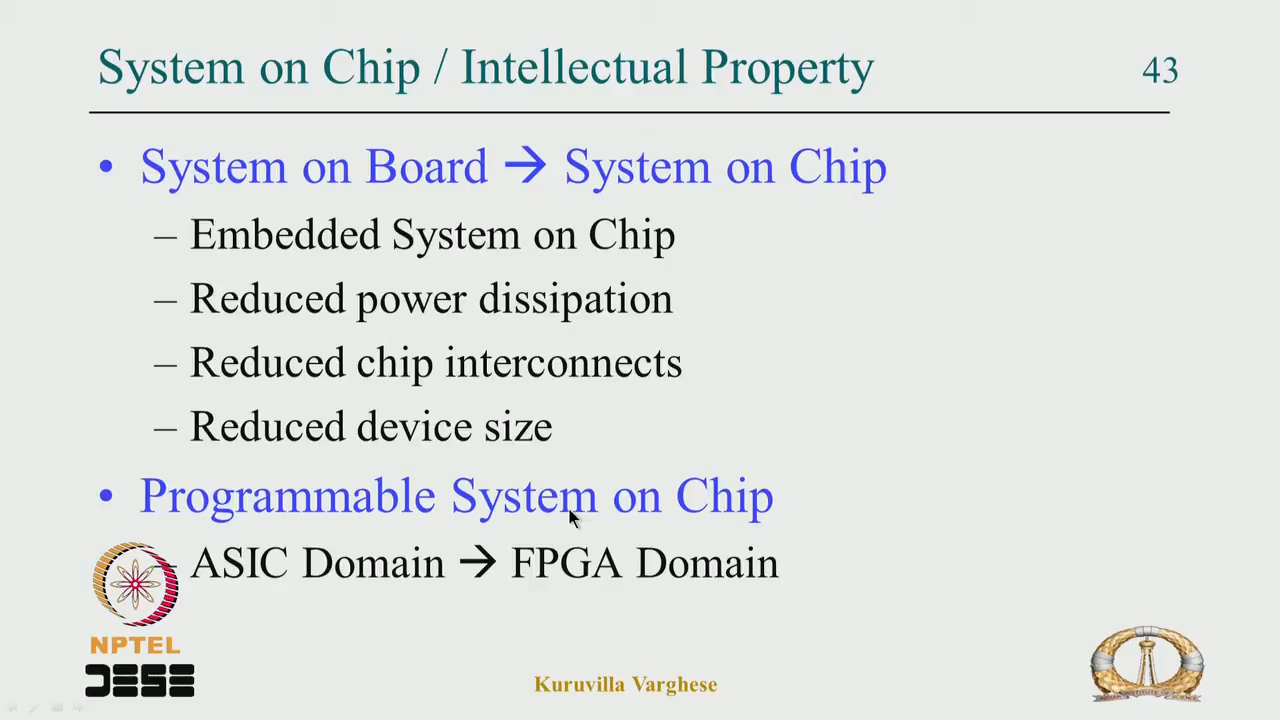 System on Chip / Intellectual Property 43
• System on Board → System on Chip
– Embedded System on Chip
– Reduced power dissipation
– Reduced chip interconnects
– Reduced device size
• Programmable System on Chip
– ASIC Domain → FPGA Domain
NPTEL
DESE
Kuruvilla Varghese